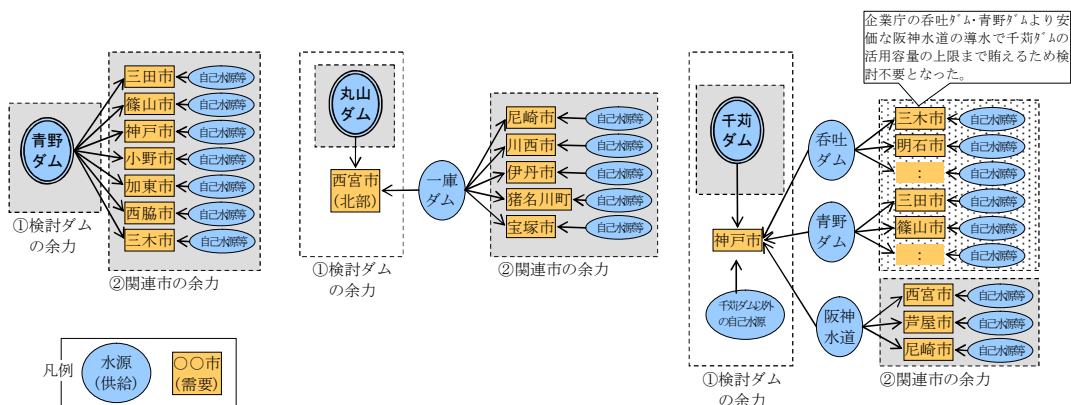 青野
ダム
①検討ダム
の余力
三田市
自己水源等
篠山市
自己水源等
神戸市
自己水源等
小野市
自己水源等
加東市
自己水源等
西脇市
自己水源等
三木市
自己水源等
②関連市の余力
丸山
ダム
西宮市
(北部)
①検討ダム
の余力
一庫
ダム
尼崎市
自己水源等
川西市
自己水源等
伊丹市
自己水源等
猪名川町
自己水源等
宝塚市
自己水源等
②関連市の余力
企業庁の呑吐ダム・青野ダムより安
価な阪神水道の導水で千苅ダムの
活用容量の上限まで賄えるため検
討不要となった。
千苅
ダム
神戸市
千苅ダム以外
の自己水源
①検討ダム
の余力
呑吐
ダム
三木市
自己水源等
明石市
自己水源等
:
自己水源等
青野
ダム
三田市
自己水源等
篠山市
自己水源等
:
自己水源等
阪神
水道
西宮市
自己水源等
芦屋市
自己水源等
尼崎市
自己水源等
②関連市の余力
凡例
水源
(供給)
〇〇市
(需要)